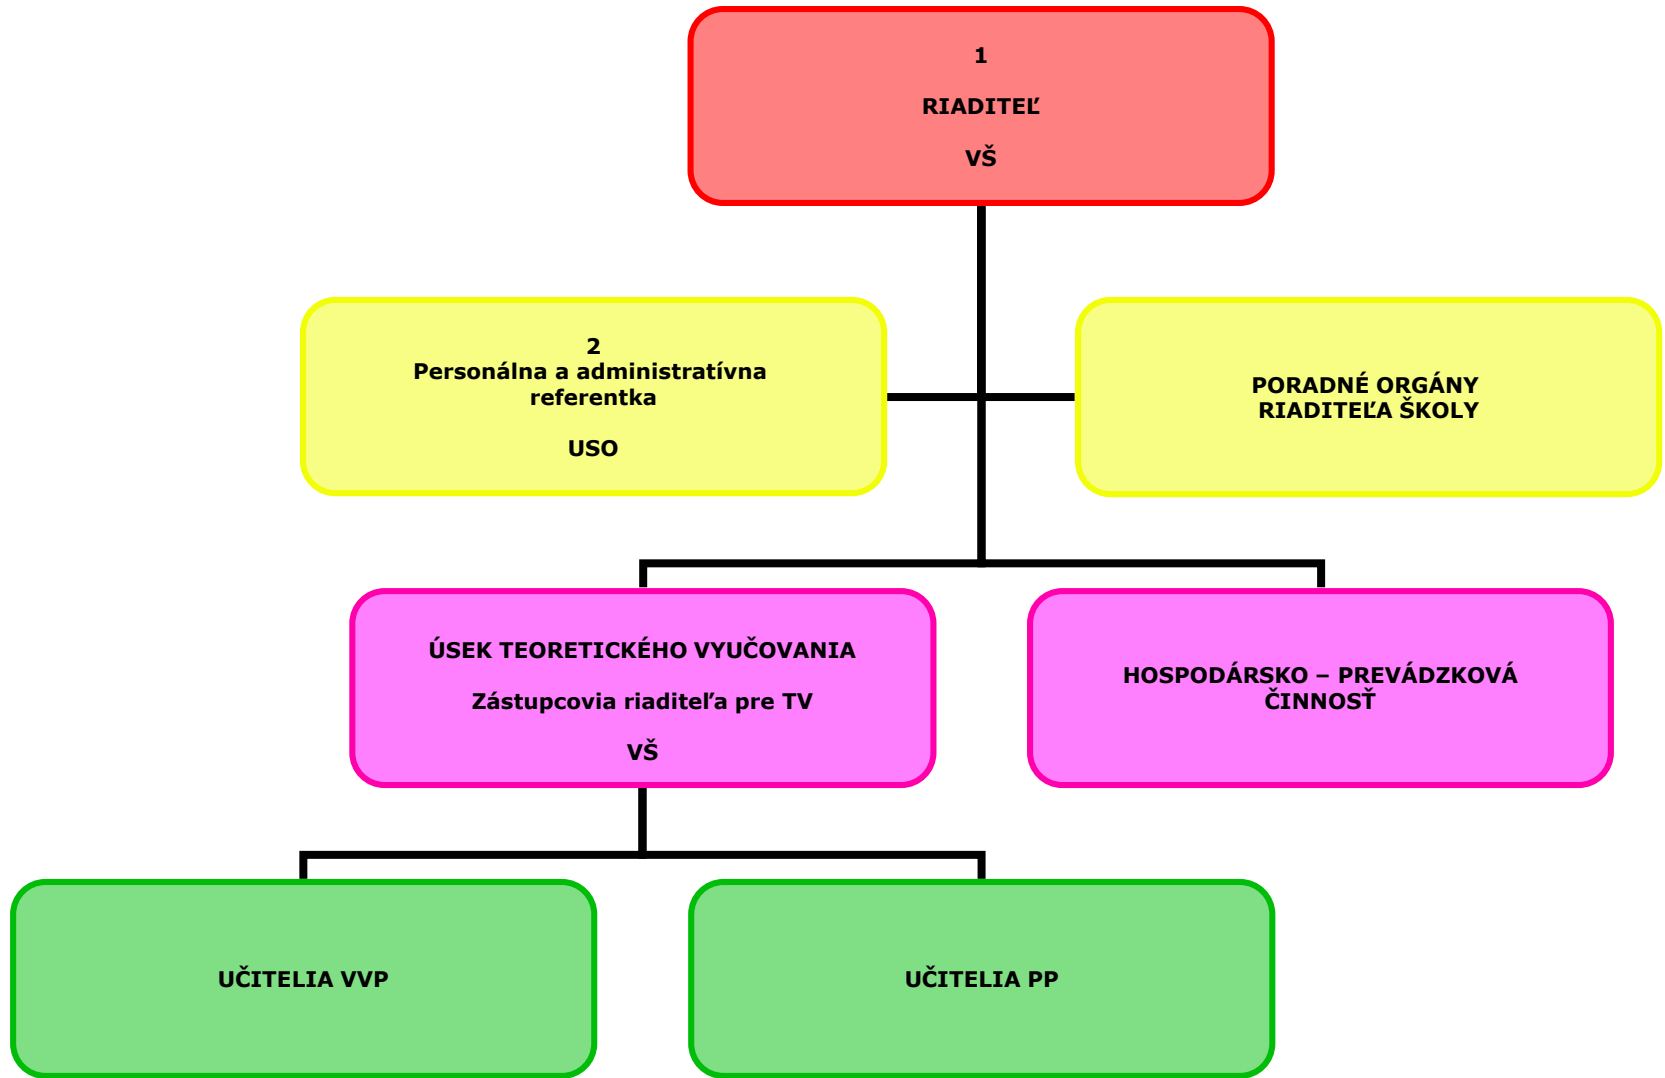 1
RIADITEĽ
VŠ
2
Personálna a administratívna
referentka
USO
PORADNÉ ORGÁNY
RIADITEĽA ŠKOLY
ÚSEK TEORETICKÉHO VYUČOVANIA
Zástupcovia riaditeľa pre TV
VŠ
HOSPODÁRSKO – PREVÁDZKOVÁ
ČINNOSŤ
UČITELIA VVP
UČITELIA PP